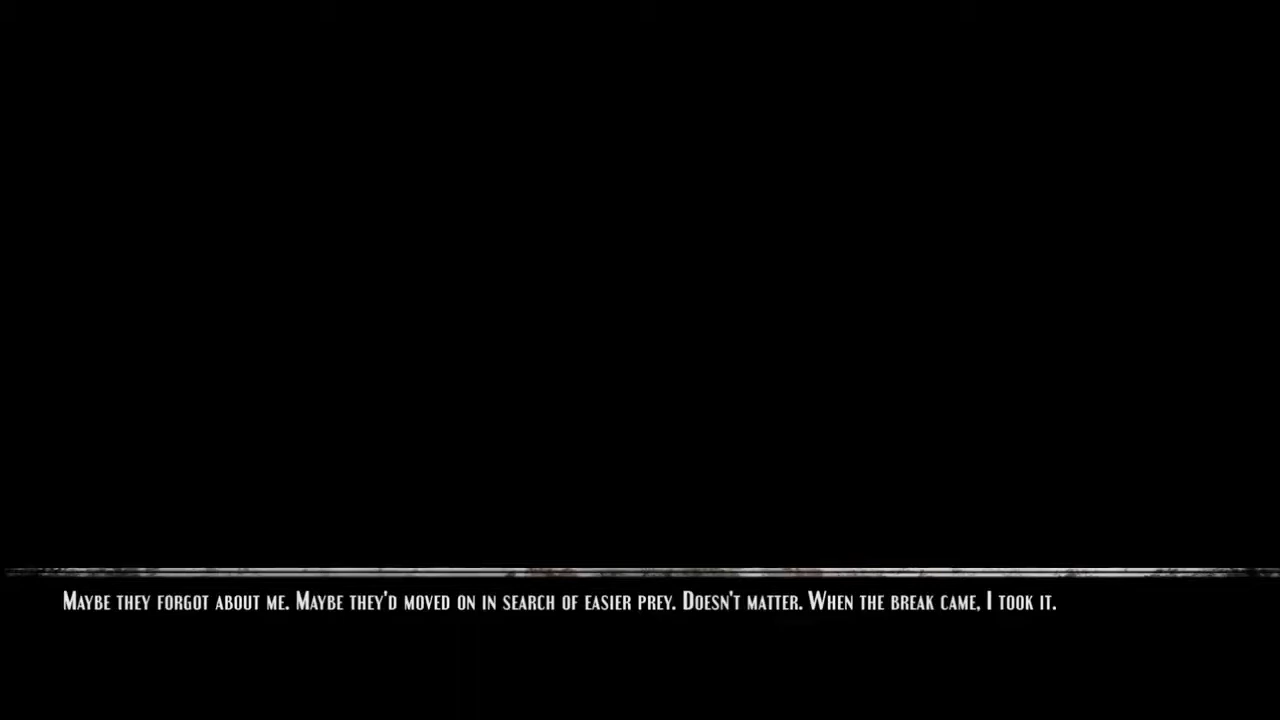 Maybe they forgot about me. Maybe they'd moved on in search of easier prey. Doesn't matter. When the break came, I took it.